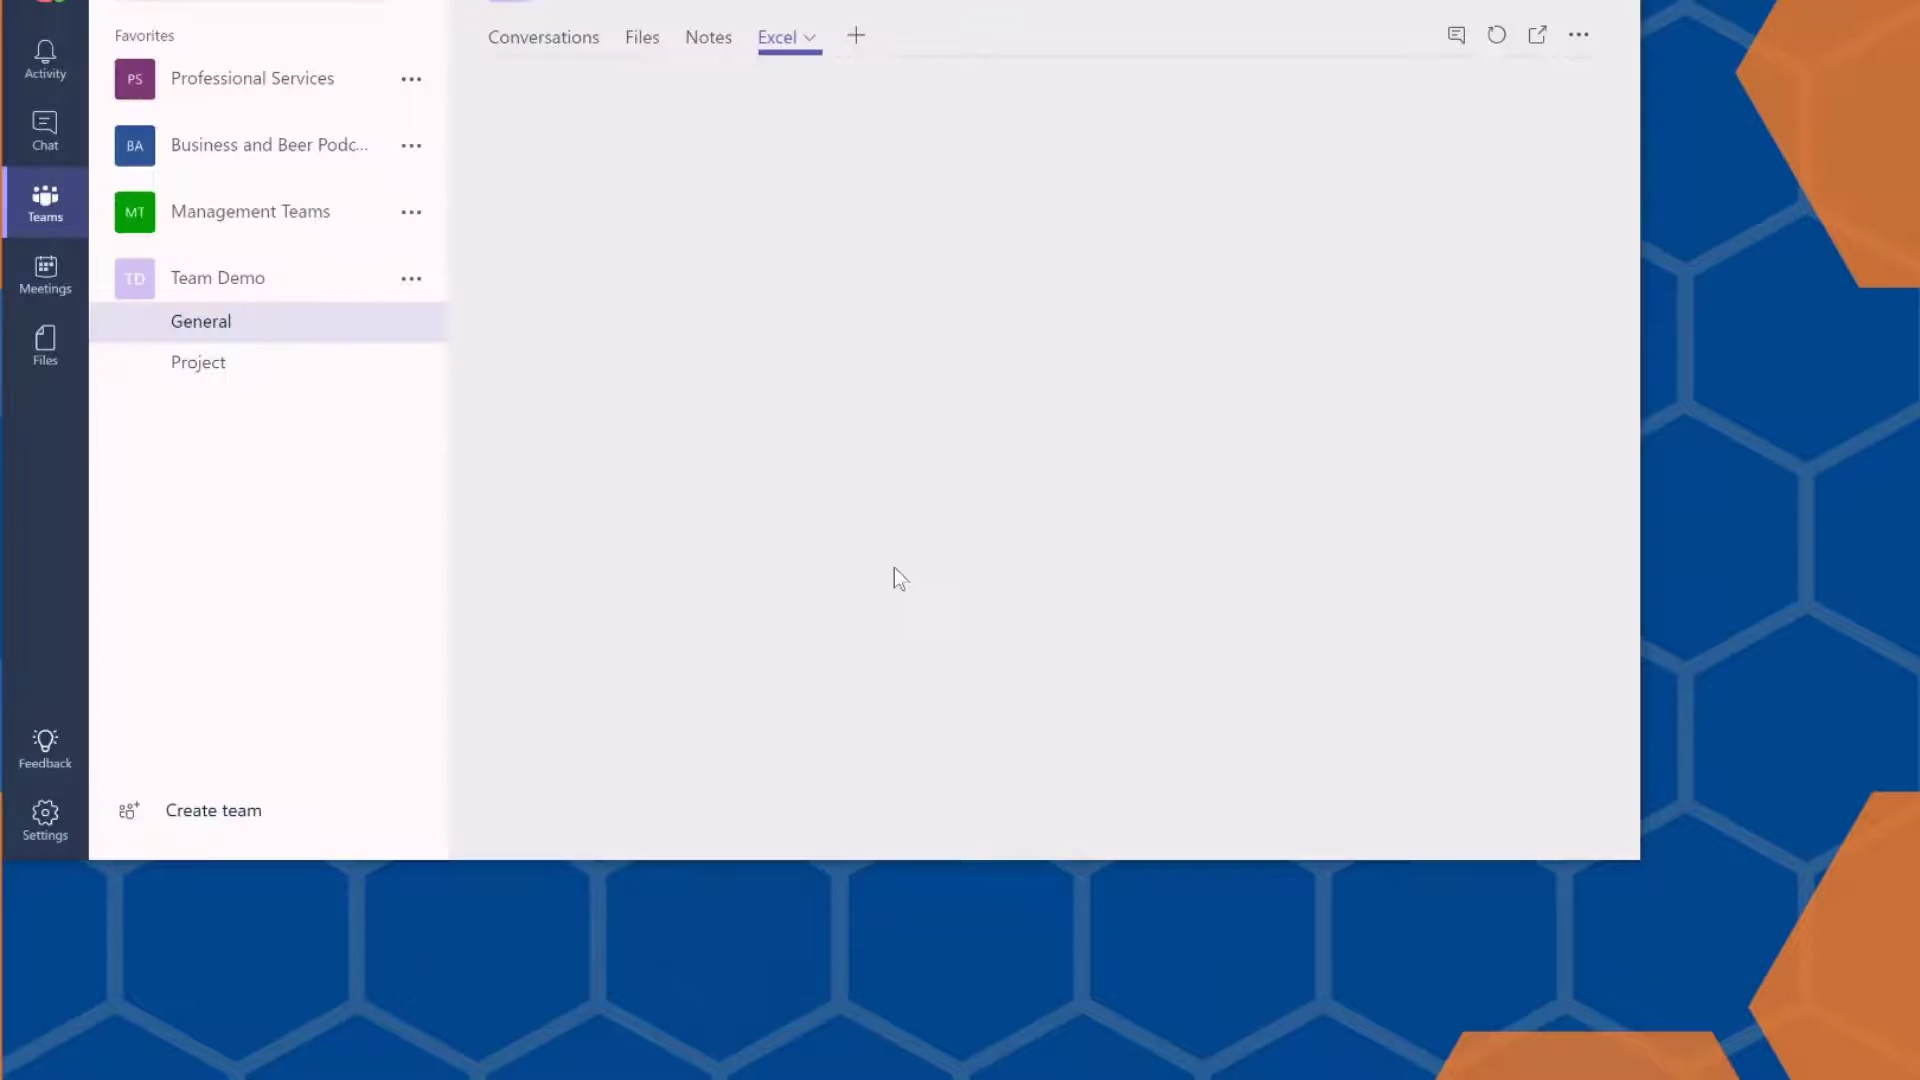 Favorites
Conversations Files Notes Excel
Activity
PS Professional Services
Chat
BA Business and Beer Podc...
Teams
MT Management Teams
Meetings
TD Team Demo
General
Files
Project
Feedback
Create team
Settings